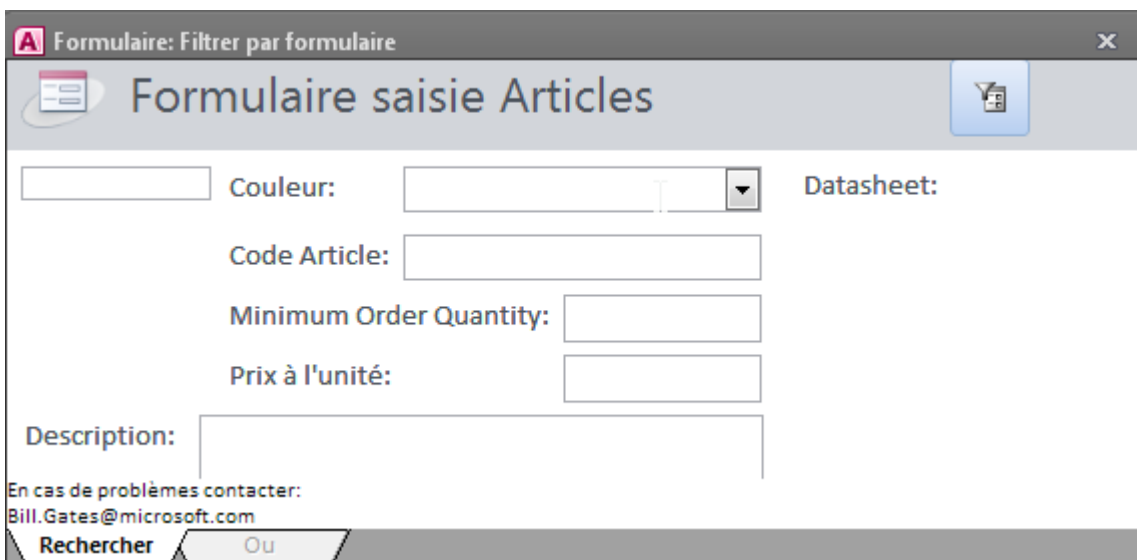 Formulaire: Filtrer par formulaire
Formulaire saisie Articles
Couleur:
Datasheet:
Code Article:
Minimum Order Quantity:
Prix à l'unité:
Description:
En cas de problèmes contacter:
Bill.Gates@microsoft.com
Rechercher
Ou